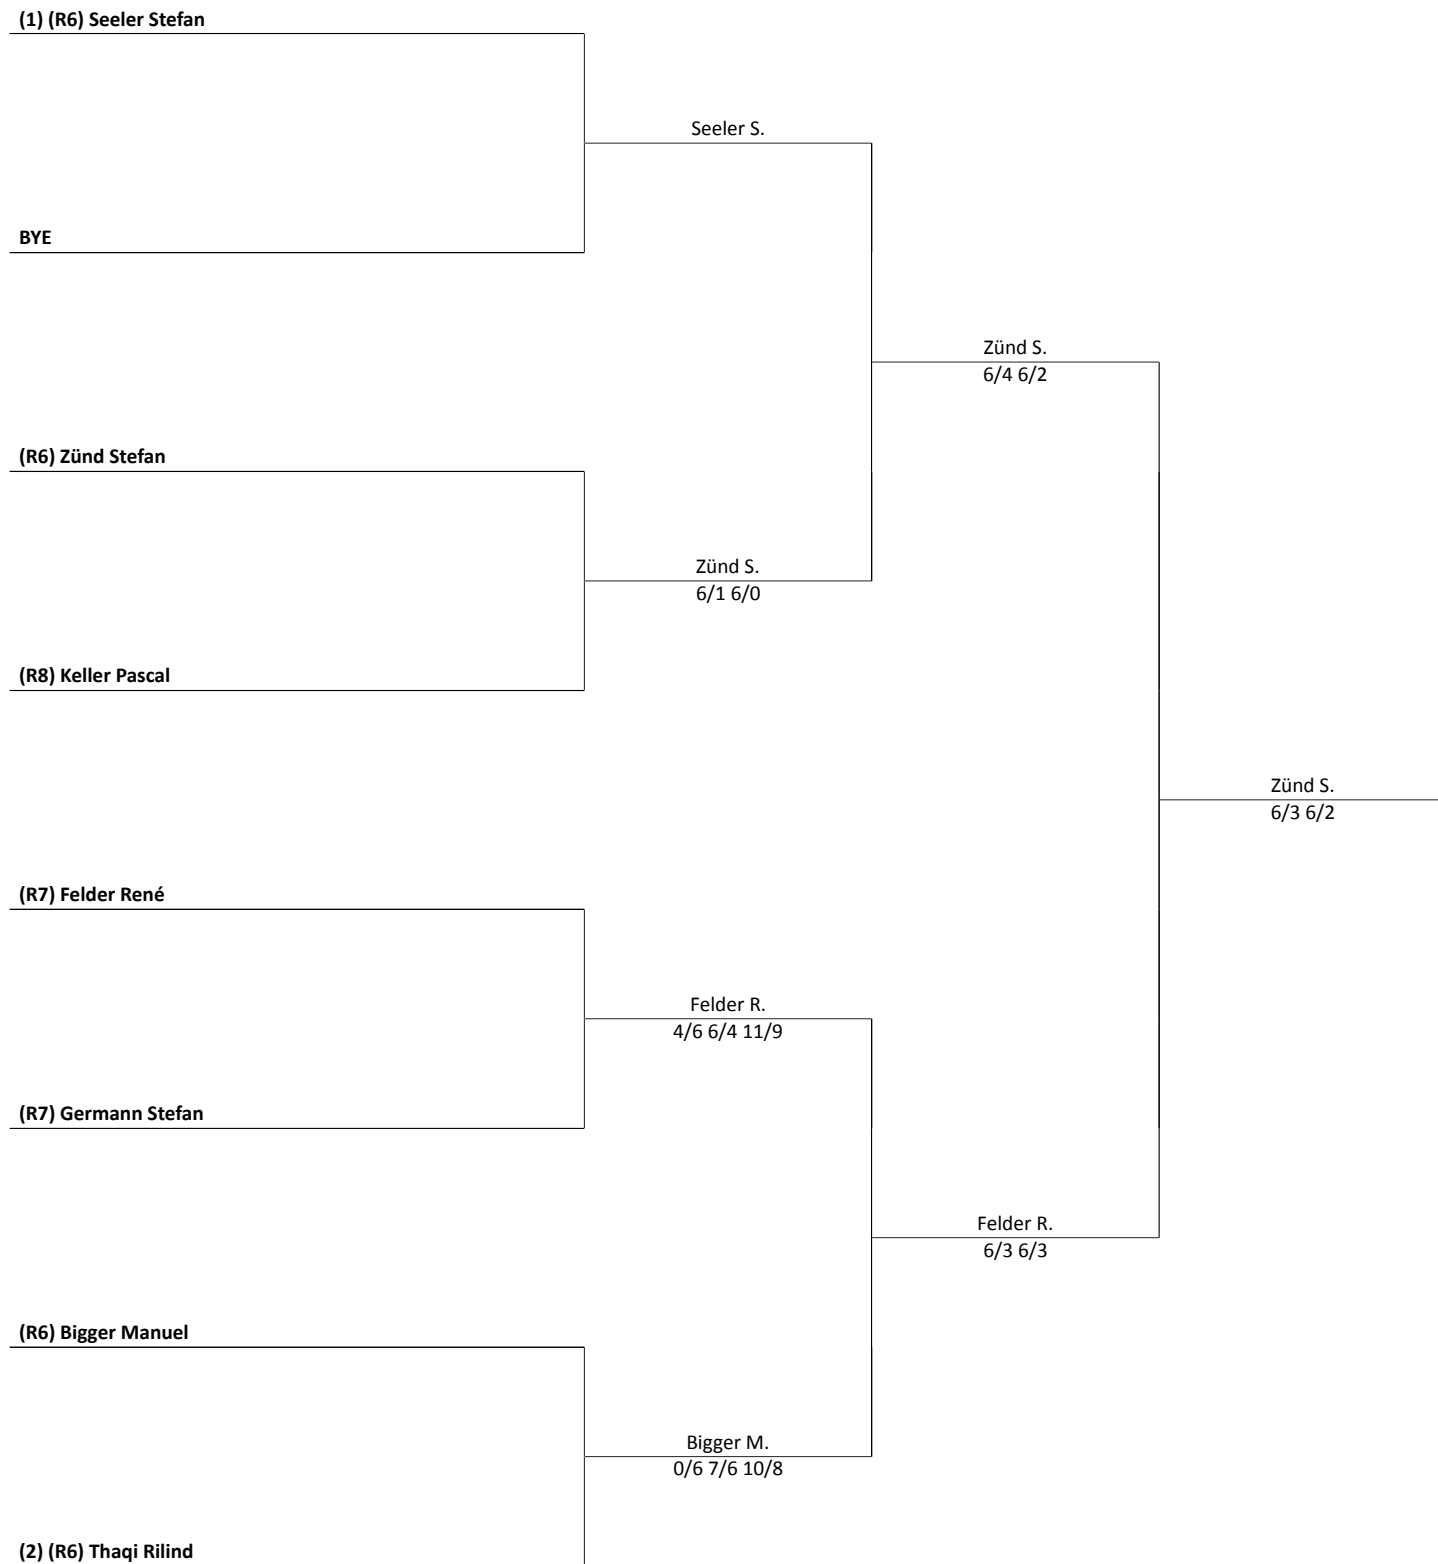 (1) (R6) Seeler Stefan
Seeler S.
BYE
Zünd S.
6/4 6/2
(R6) Zünd Stefan
Zünd S.
6/1 6/0
(R8) Keller Pascal
Zünd S.
6/3 6/2
(R7) Felder René
Felder R.
4/6 6/4 11/9
(R7) Germann Stefan
Felder R.
6/3 6/3
(R6) Bigger Manuel
Bigger M.
0/6 7/6 10/8
(2) (R6) Thaqi Rilind